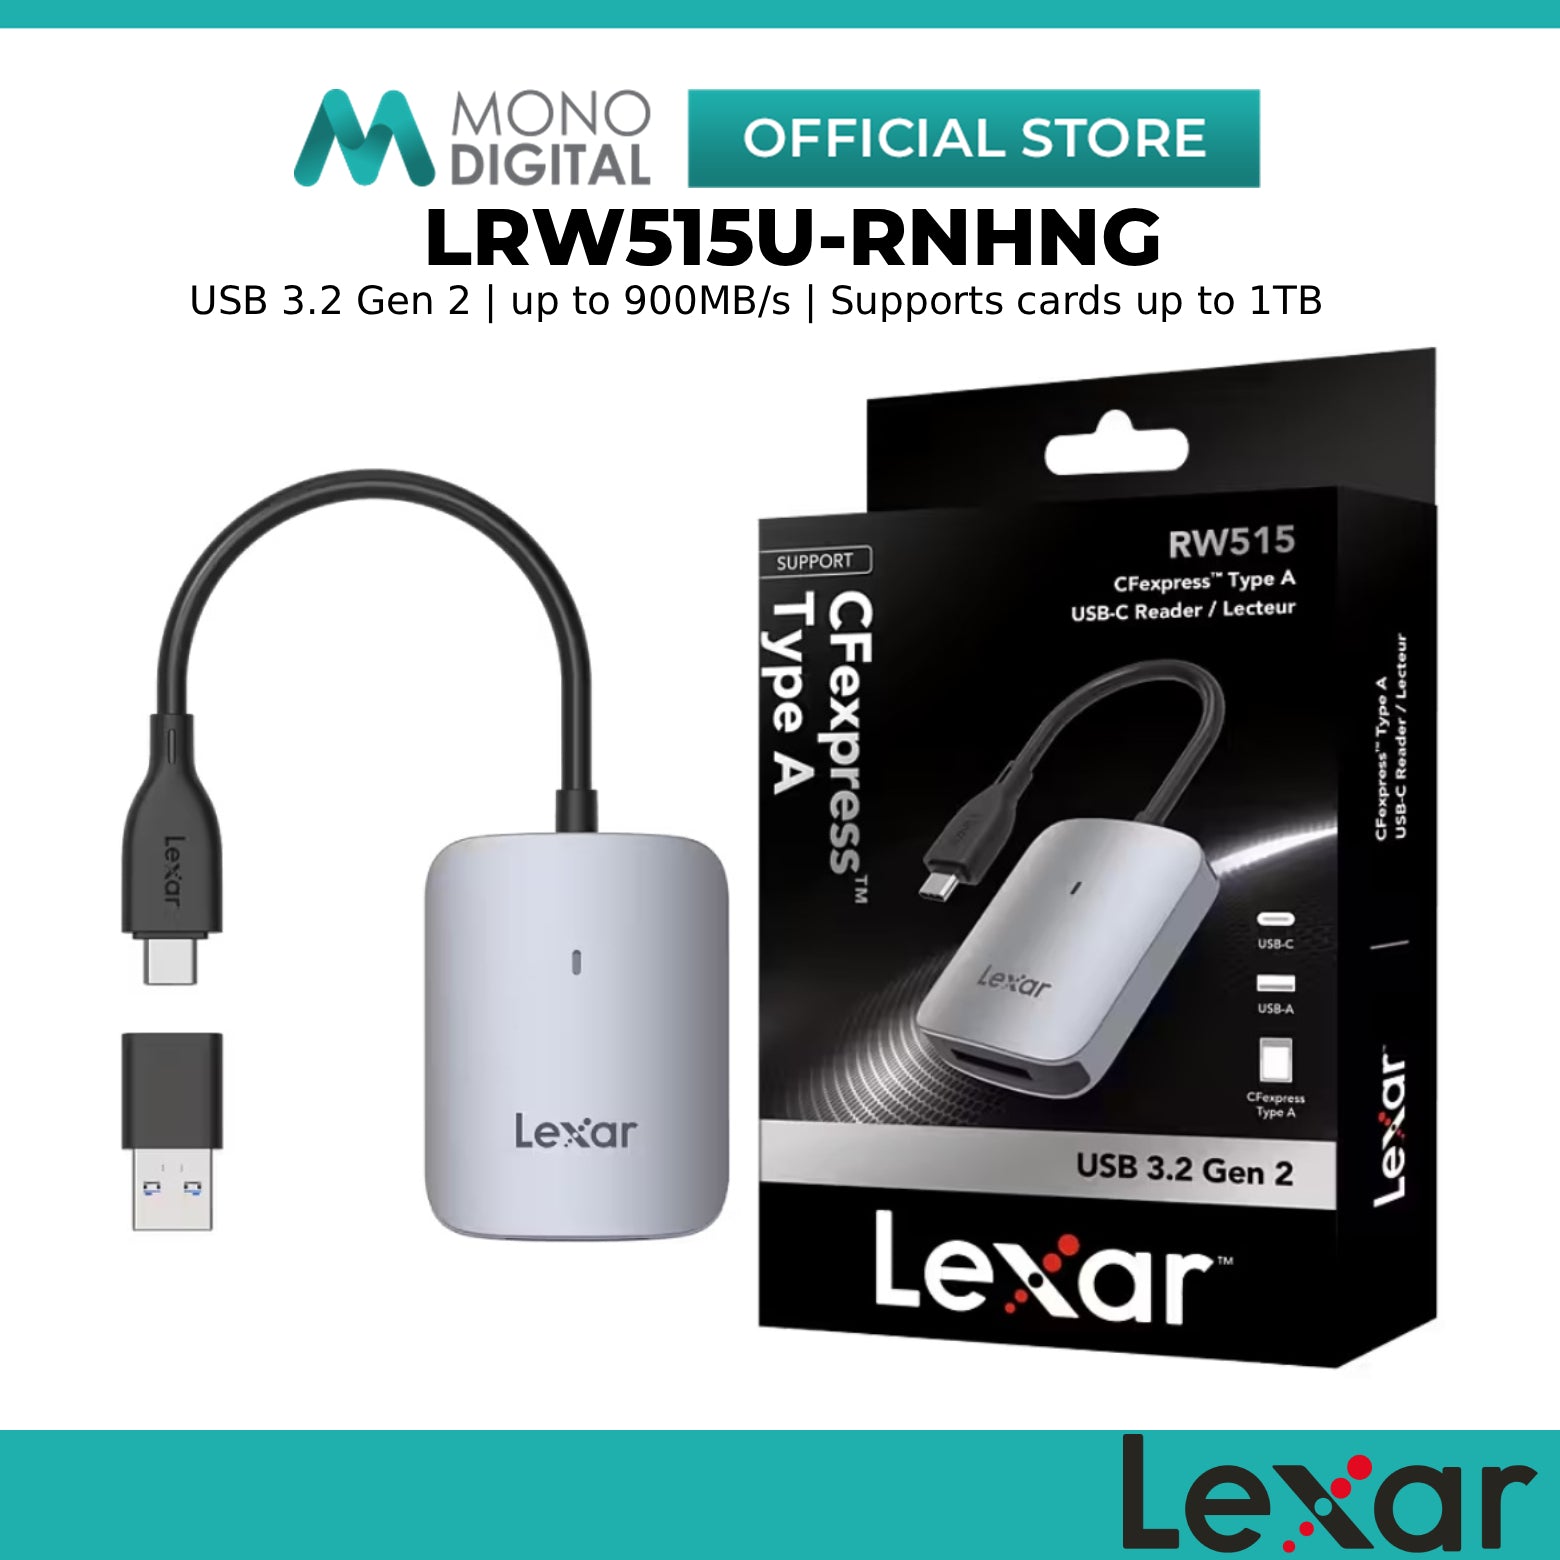 MONO
DIGITAL
OFFICIAL STORE
LRW515U-RNHNG
USB 3.2 Gen 2 | up to 900MB/s | Supports cards up to 1TB
Lexar
Lexar
SUPPORT
CFexpress™
Type A
RW515
CFexpress™ Type A
USB-C Reader / Lecteur
Lexar
USB-C
USB-A
CFexpress
Type A
USB 3.2 Gen 2
Lexar™
CFexpress™ Type A
USB-C Reader / Lecteur
Lexar
Lexar